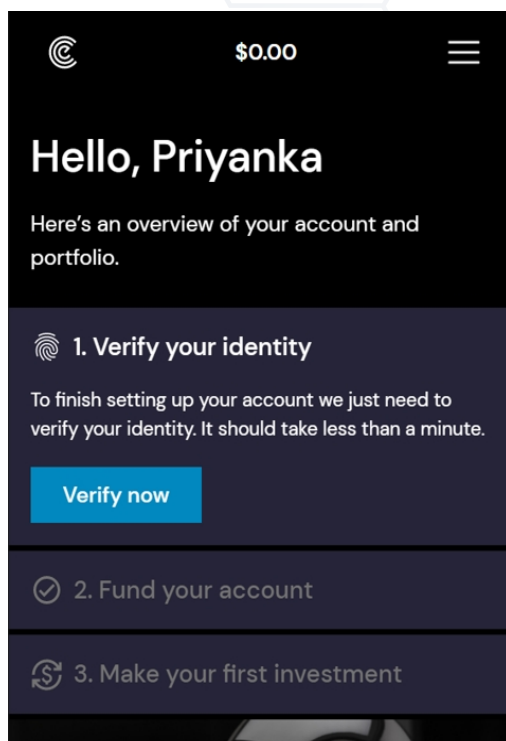 $0.00
Hello, Priyanka
Here's an overview of your account and
portfolio.
1. Verify your identity
To finish setting up your account we just need to
verify your identity. It should take less than a minute.
Verify now
2. Fund your account
3. Make your first investment